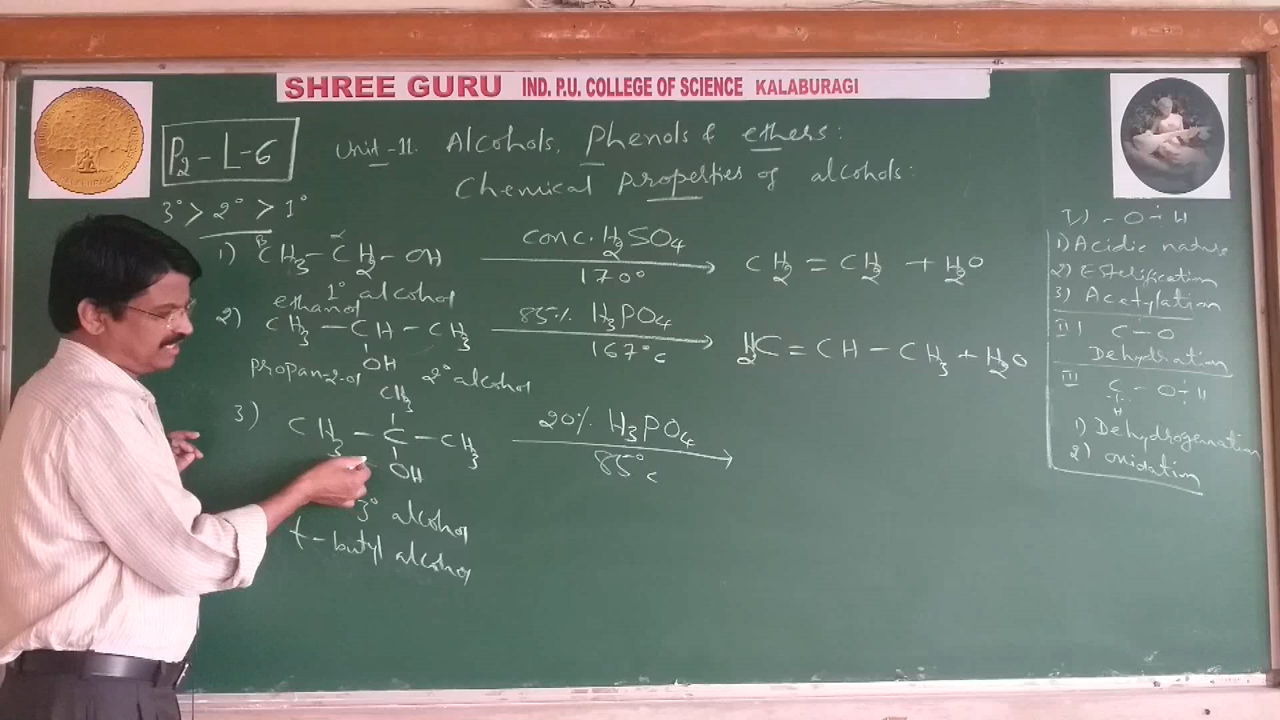 SHREE GURU IND. P.U. COLLEGE OF SCIENCE KALABURAGI
P2-L-6
Unit-11. Alcohols, Phenols & ethers:
Chemical properties of alcohols:
3° > 2° > 1°
1) βCH3 - αCH2 - OH conc. H2SO4 170° CH2 = CH2 + H2O
ethanol 1° alcohol
2) CH3 - CH - CH3 85% H3PO4 167°c H2C = CH - CH3 + H2O
OH
propan-2-ol 2° alcohol
CH3
3) CH3 - C - CH3 20% H3PO4 85°c
OH
3° alcohol
t-butyl alcohol
I) -O÷H
1) Acidic nature
2) Esterification
3) Acetylation
II) C-O
Dehydration
III C - O÷H
H
1) Dehydrogenation
2) oxidation